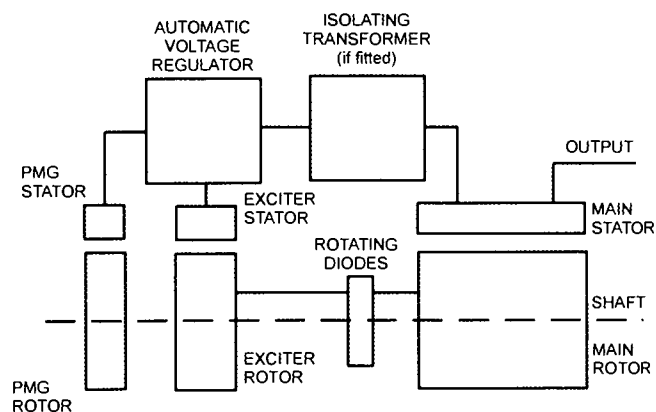 AUTOMATIC
VOLTAGE
REGULATOR
ISOLATING
TRANSFORMER
(if fitted)
OUTPUT
PMG
STATOR
EXCITER
STATOR
MAIN
STATOR
ROTATING
DIODES
SHAFT
EXCITER
ROTOR
MAIN
ROTOR
PMG
ROTOR